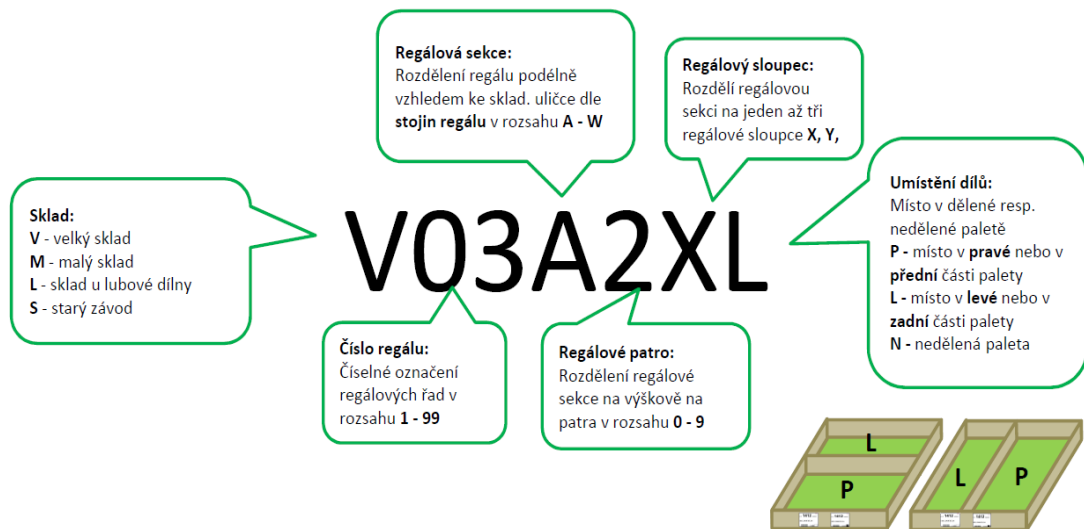 Regálová sekce:
Rozdělení regálu podélně
vzhledem ke sklad. uličce dle
stojin regálu v rozsahu A - W
Regálový sloupec:
Rozdělí regálovou
sekci na jeden až tři
regálové sloupce X, Y,
Sklad:
V - velký sklad
M - malý sklad
L - sklad u lubové dílny
S - starý závod
V03A2XL
Umístění dílů:
Místo v dělené resp.
nedělené paletě
P - místo v pravé nebo v
přední části palety
L - místo v levé nebo v
zadní části palety
N - nedělená paleta
Číslo regálu:
Číselné označení
regálových řad v
rozsahu 1 - 99
Regálové patro:
Rozdělení regálové
sekce na výškově na
patra v rozsahu 0 - 9
L
P
L
P